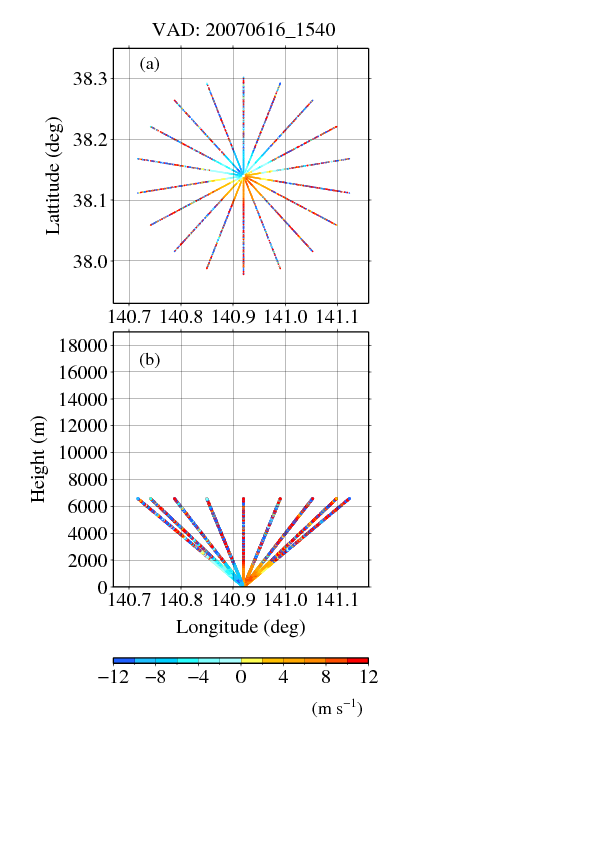 VAD: 20070616_1540
(a)
38.3
38.2
38.1
38.0
Lattitude (deg)
140.7 140.8 140.9 141.0 141.1
(b)
18000
16000
14000
12000
10000
8000
6000
4000
2000
0
Height (m)
140.7 140.8 140.9 141.0 141.1
Longitude (deg)
−12 −8 −4 0 4 8 12
(m s⁻¹)